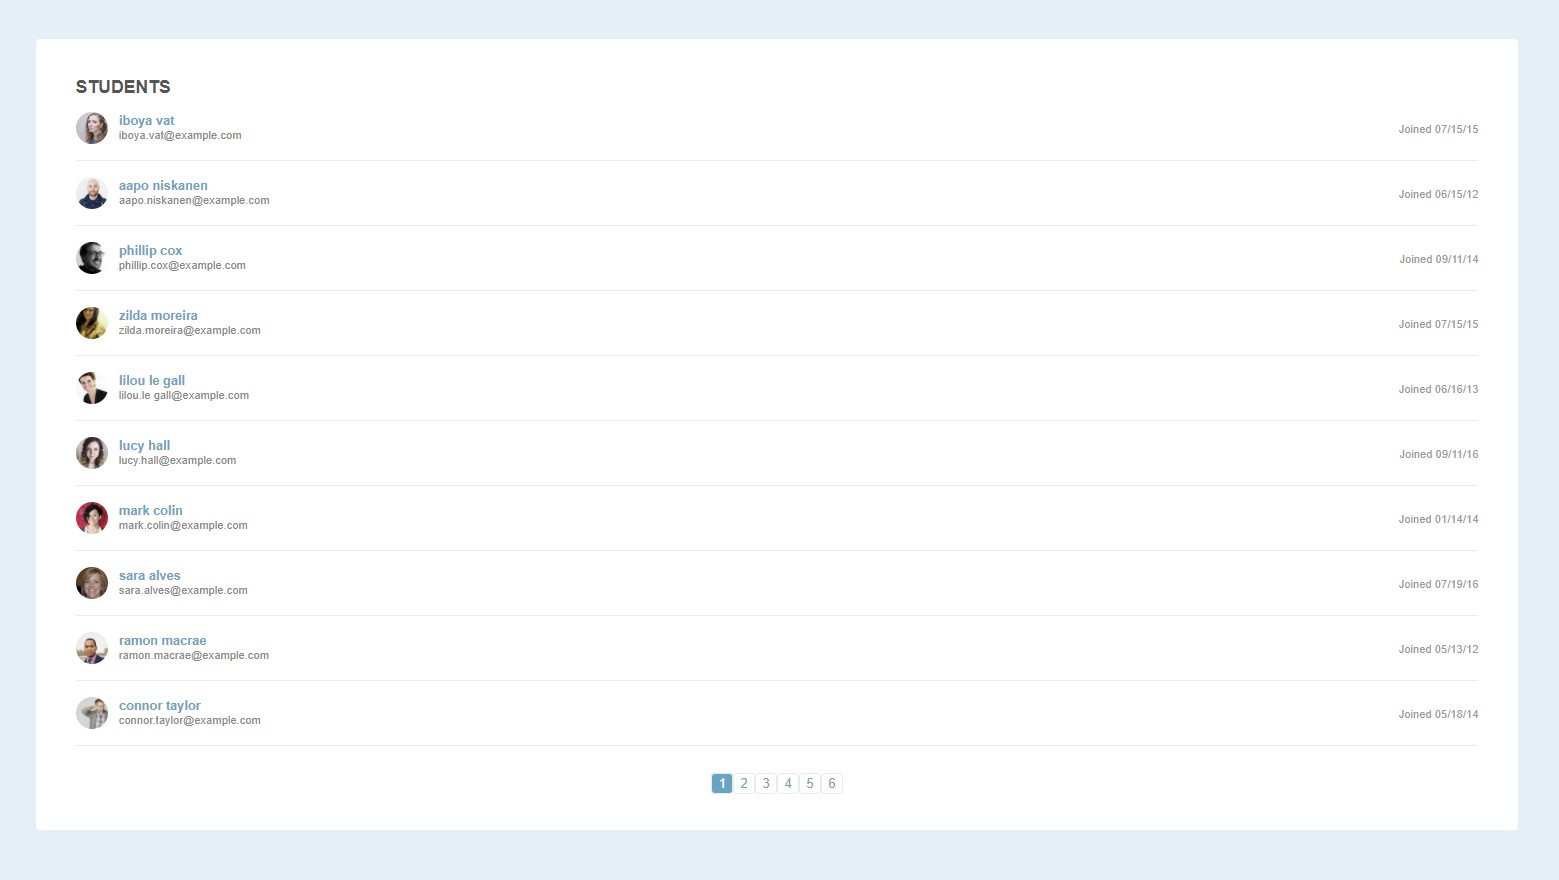 STUDENTS
iboya vat
iboya.vat@example.com
Joined 07/15/15
aapo niskanen
aapo.niskanen@example.com
Joined 06/15/12
phillip cox
phillip.cox@example.com
Joined 09/11/14
zilda moreira
zilda.moreira@example.com
Joined 07/15/15
lilou le gall
lilou.le gall@example.com
Joined 06/16/13
lucy hall
lucy.hall@example.com
Joined 09/11/16
mark colin
mark.colin@example.com
Joined 01/14/14
sara alves
sara.alves@example.com
Joined 07/19/16
ramon macrae
ramon.macrae@example.com
Joined 05/13/12
connor taylor
connor.taylor@example.com
Joined 05/18/14
1 2 3 4 5 6